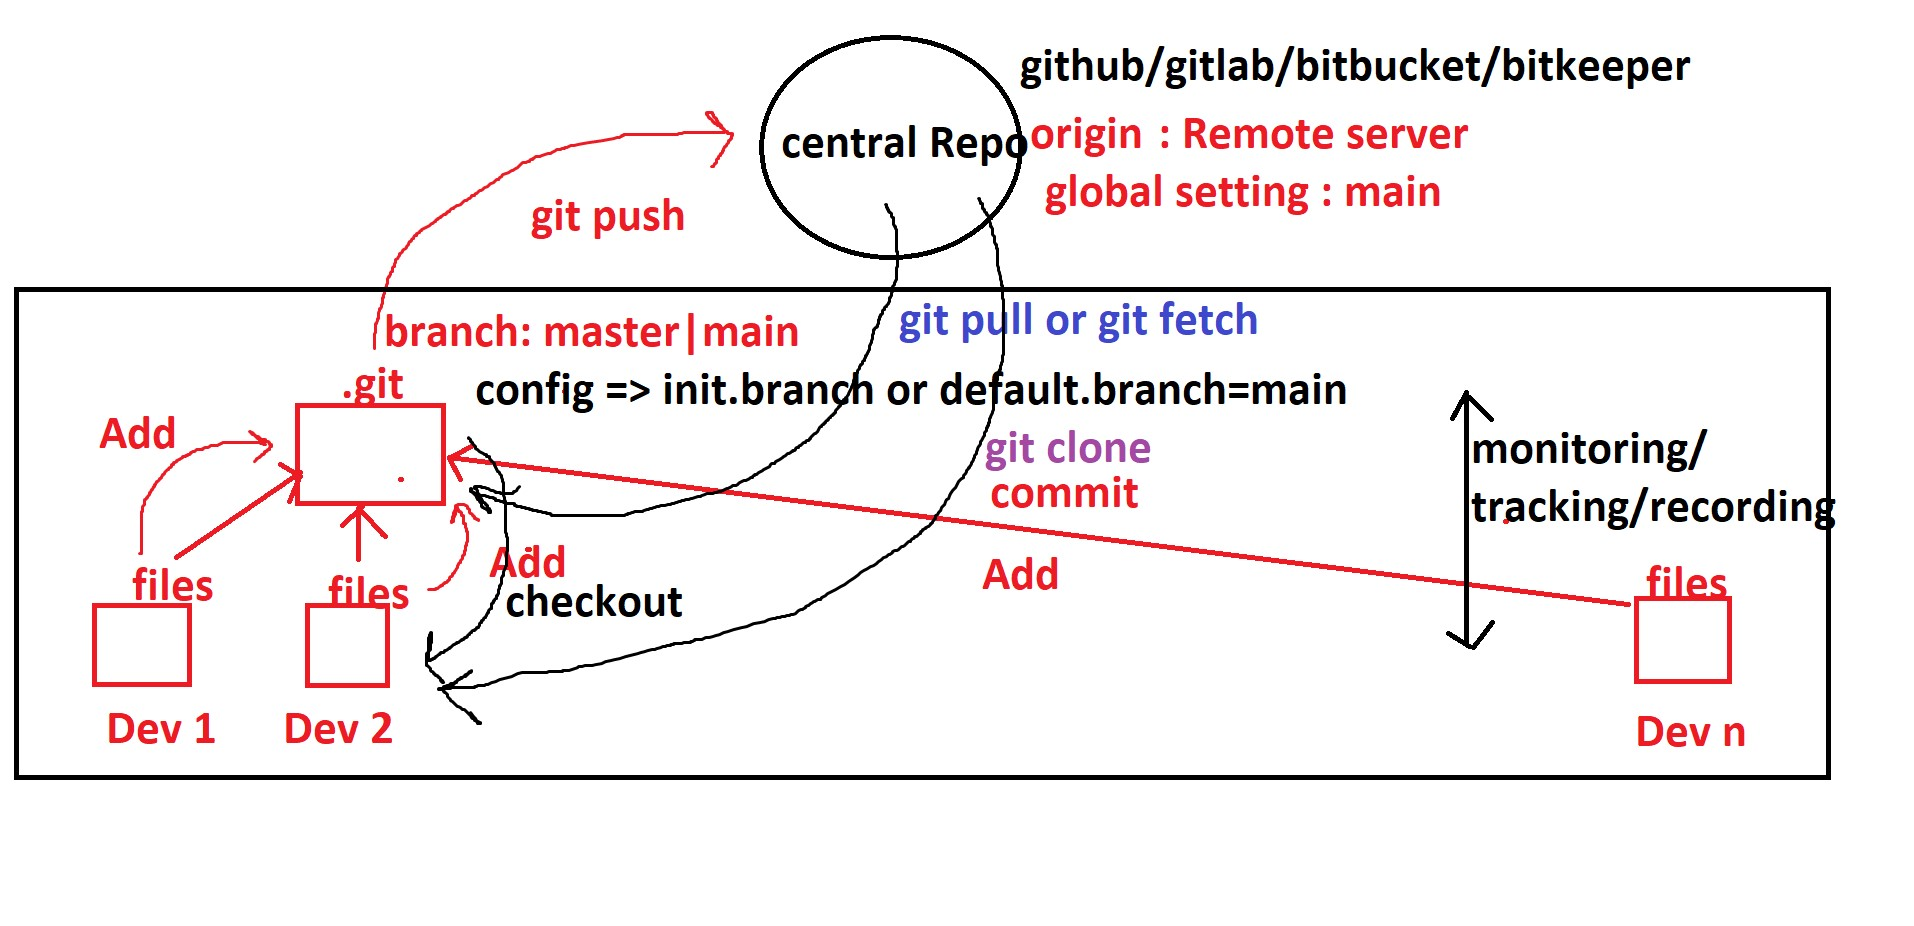 github/gitlab/bitbucket/bitkeeper
central Repo
origin : Remote server
global setting : main
git push
git pull or git fetch
branch: master|main
.git
config => init.branch or default.branch=main
Add
git clone
commit
monitoring/
tracking/recording
Add
Add
checkout
files
files
files
Dev 1
Dev 2
Dev n